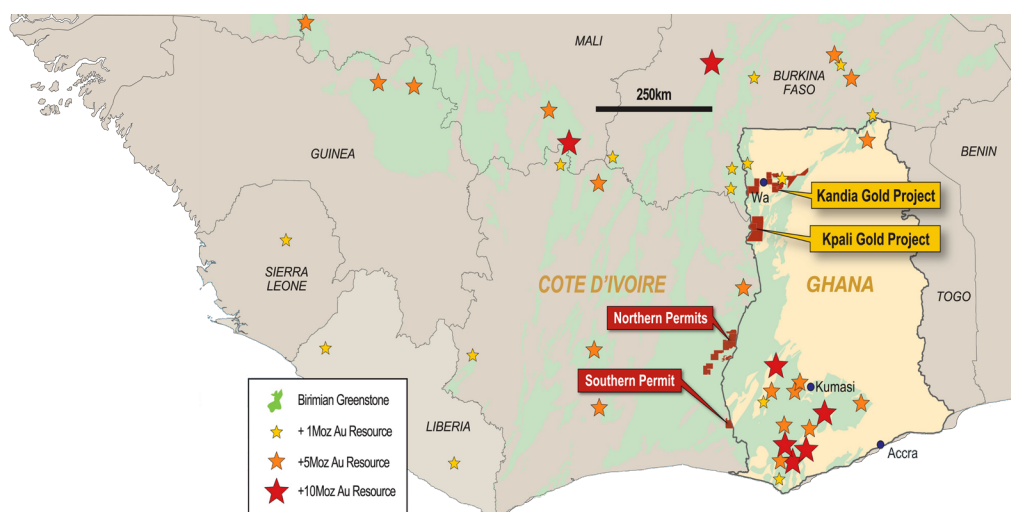 MALI
BURKINA
FASO
250km
GUINEA
BENIN
Wa
Kandia Gold Project
Kpali Gold Project
SIERRA
LEONE
COTE D'IVOIRE
GHANA
TOGO
Northern Permits
Southern Permit
Kumasi
LIBERIA
Accra
Birimian Greenstone
+ 1Moz Au Resource
+5Moz Au Resource
+10Moz Au Resource